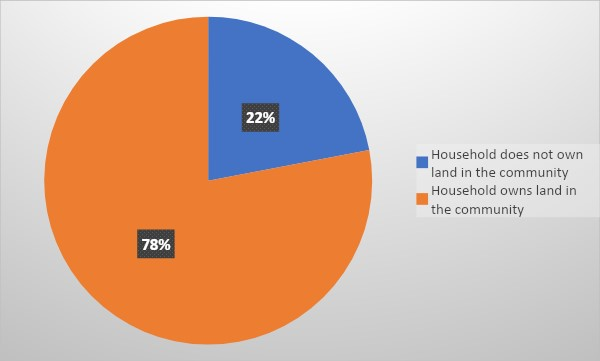 22%
78%
Household does not own
land in the community
Household owns land in
the community